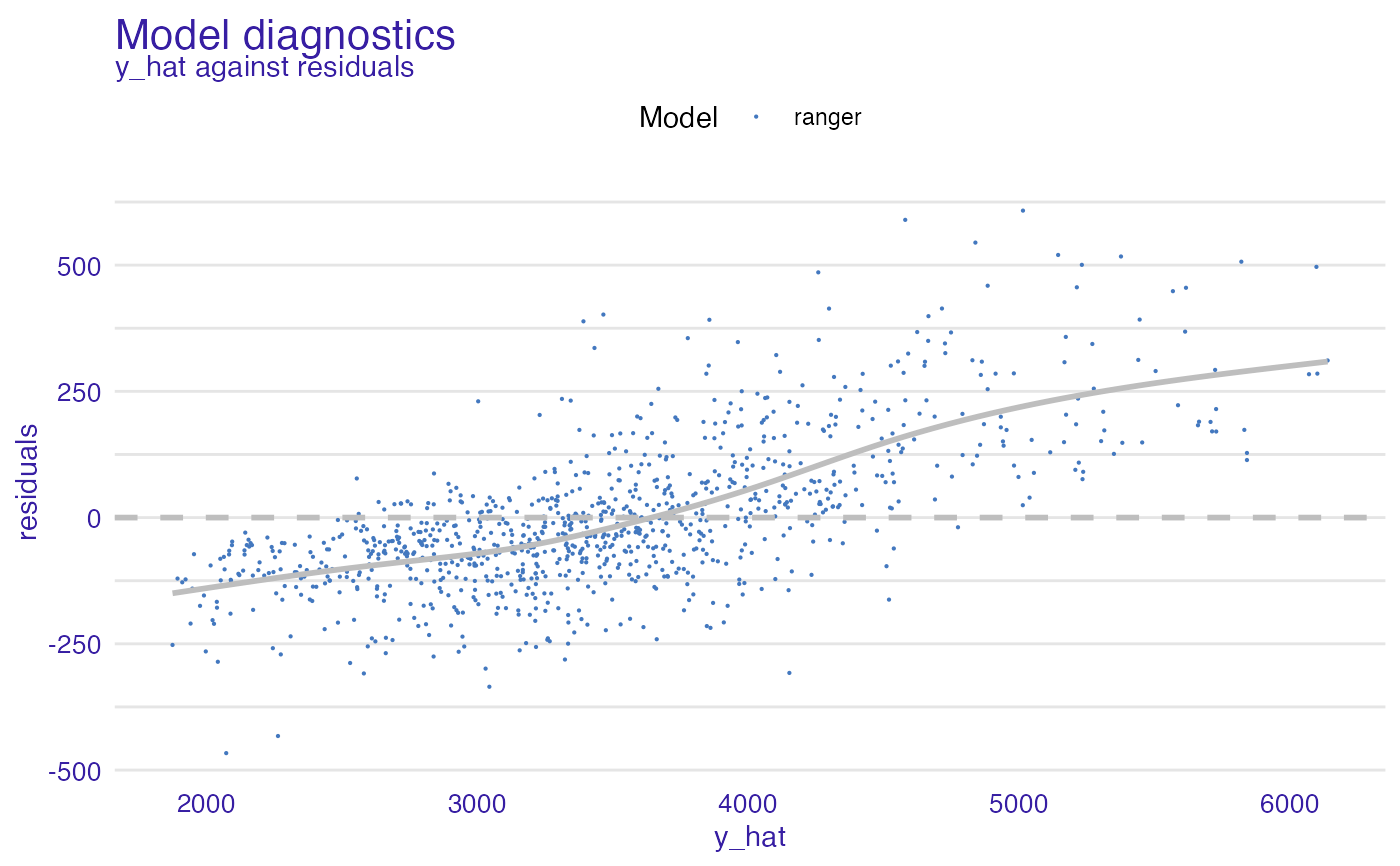 Model diagnostics
y_hat against residuals
Model ranger
500
250
0
-250
-500
residuals
2000 3000 4000 5000 6000
y_hat